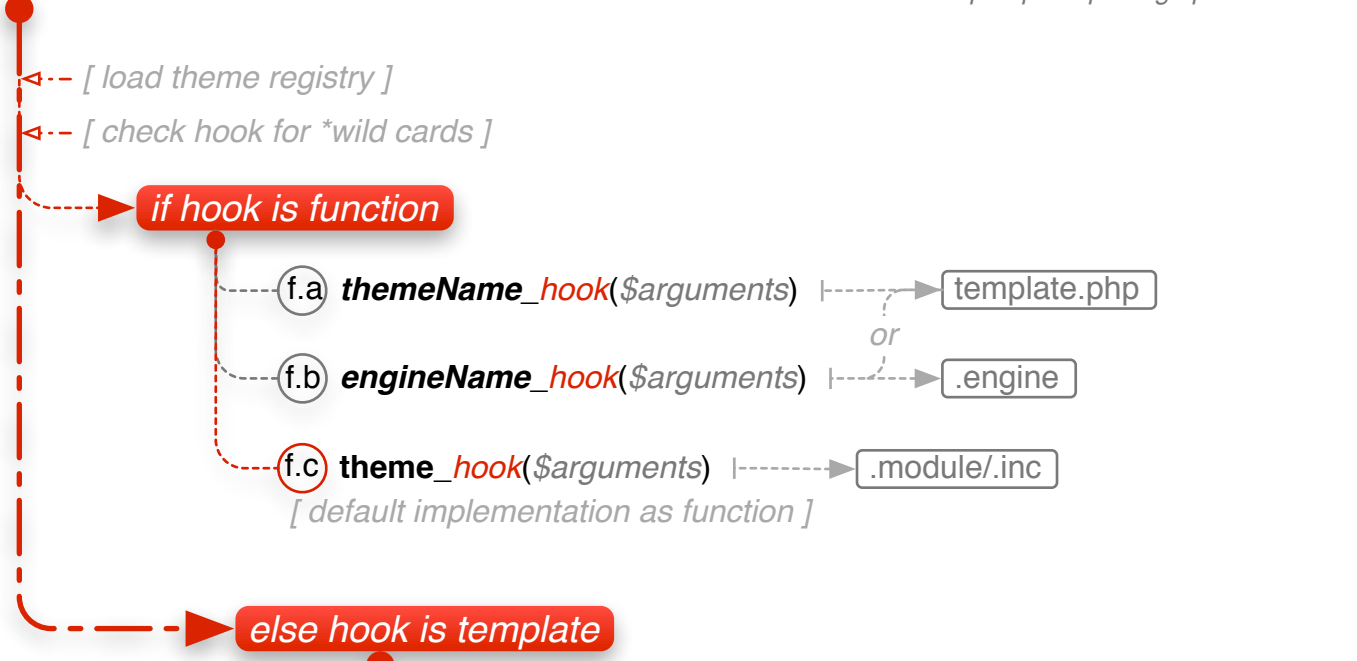 [ load theme registry ]
[ check hook for *wild cards ]
if hook is function
f.a themeName_hook($arguments) template.php
or
f.b engineName_hook($arguments) .engine
f.c theme_hook($arguments) .module/.inc
[ default implementation as function ]
else hook is template